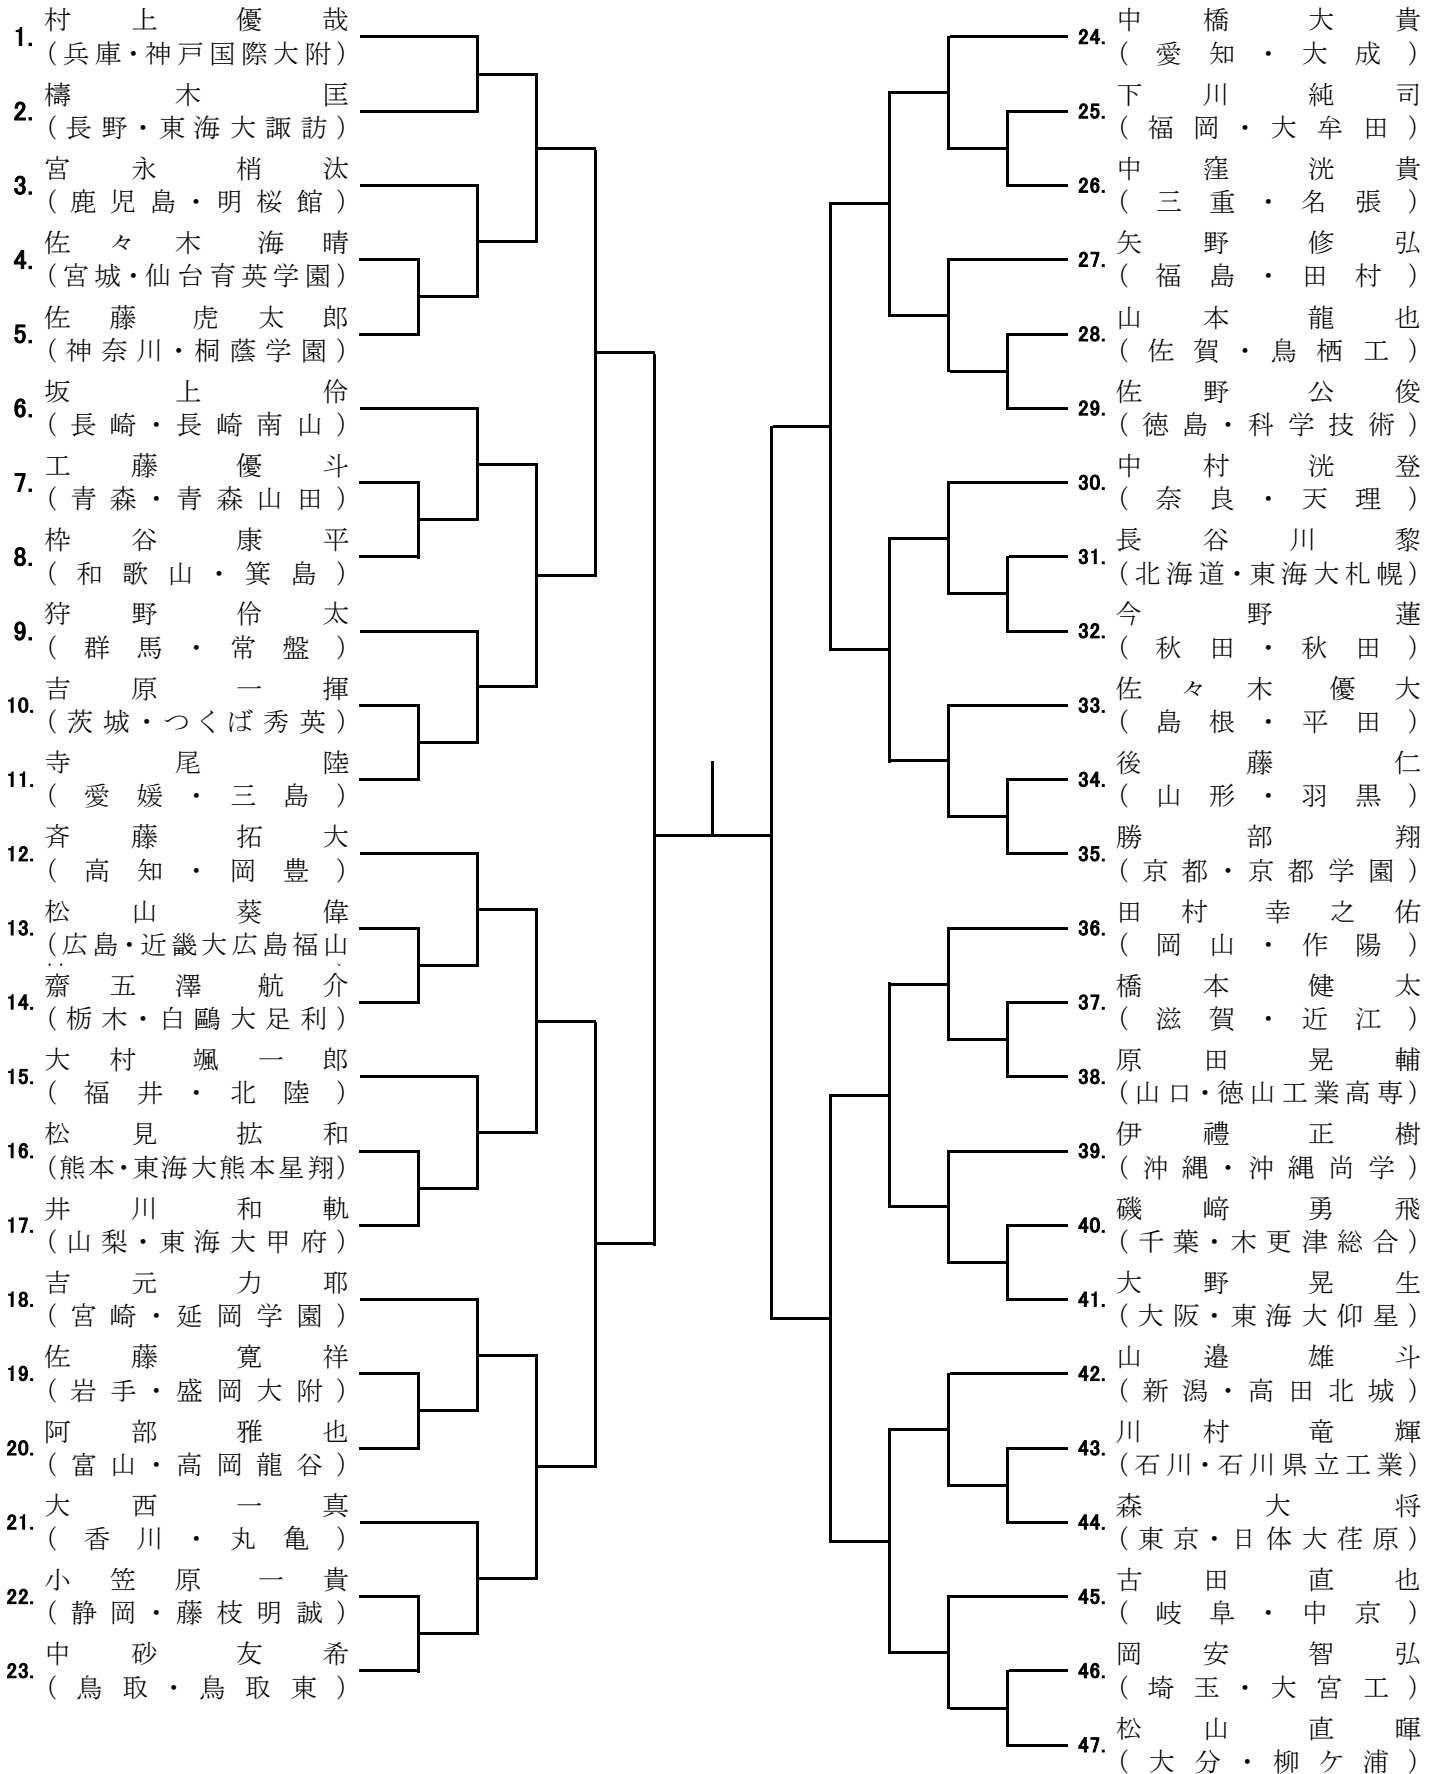 1. 村上優哉
(兵庫・神戸国際大附)
2. 檮木匡
(長野・東海大諏訪)
3. 宮永梢汰
(鹿児島・明桜館)
4. 佐々木海晴
(宮城・仙台育英学園)
5. 佐藤虎太郎
(神奈川・桐蔭学園)
6. 坂上伶
(長崎・長崎南山)
7. 工藤優斗
(青森・青森山田)
8. 枠谷康平
(和歌山・箕島)
9. 狩野伶太
(群馬・常盤)
10. 吉原一揮
(茨城・つくば秀英)
11. 寺尾陸
(愛媛・三島)
12. 斉藤拓大
(高知・岡豊)
13. 松山葵偉
(広島・近畿大広島福山
14. 齋五澤航介
(栃木・白鷗大足利)
15. 大村颯一郎
(福井・北陸)
16. 松見拡和
(熊本・東海大熊本星翔)
17. 井川和軌
(山梨・東海大甲府)
18. 吉元力耶
(宮崎・延岡学園)
19. 佐藤寛祥
(岩手・盛岡大附)
20. 阿部雅也
(富山・高岡龍谷)
21. 大西一真
(香川・丸亀)
22. 小笠原一貴
(静岡・藤枝明誠)
23. 中砂友希
(鳥取・鳥取東)
24. 中橋大貴
(愛知・大成)
25. 下川純司
(福岡・大牟田)
26. 中窪洸貴
(三重・名張)
27. 矢野修弘
(福島・田村)
28. 山本龍也
(佐賀・鳥栖工)
29. 佐野公俊
(徳島・科学技術)
30. 中村洸登
(奈良・天理)
31. 長谷川黎
(北海道・東海大札幌)
32. 今野蓮
(秋田・秋田)
33. 佐々木優大
(島根・平田)
34. 後藤仁
(山形・羽黒)
35. 勝部翔
(京都・京都学園)
36. 田村幸之佑
(岡山・作陽)
37. 橋本健太
(滋賀・近江)
38. 原田晃輔
(山口・徳山工業高専)
39. 伊禮正樹
(沖縄・沖縄尚学)
40. 磯﨑勇飛
(千葉・木更津総合)
41. 大野晃生
(大阪・東海大仰星)
42. 山邉雄斗
(新潟・高田北城)
43. 川村竜輝
(石川・石川県立工業)
44. 森大将
(東京・日体大荏原)
45. 古田直也
(岐阜・中京)
46. 岡安智弘
(埼玉・大宮工)
47. 松山直暉
(大分・柳ケ浦)